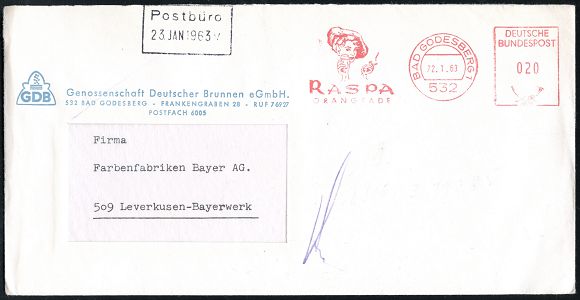 Postbüro
23 JAN 1963
GDB
Genossenschaft Deutscher Brunnen eGmbH.
532 BAD GODESBERG - FRANKENGRABEN 28 - RUF 76927
POSTFACH 6005
RASPA
ORANGEADE
BAD GODESBERG 1
22.1.63
532
DEUTSCHE
BUNDESPOST
020
Firma
Farbenfabriken Bayer AG.
509 Leverkusen-Bayerwerk